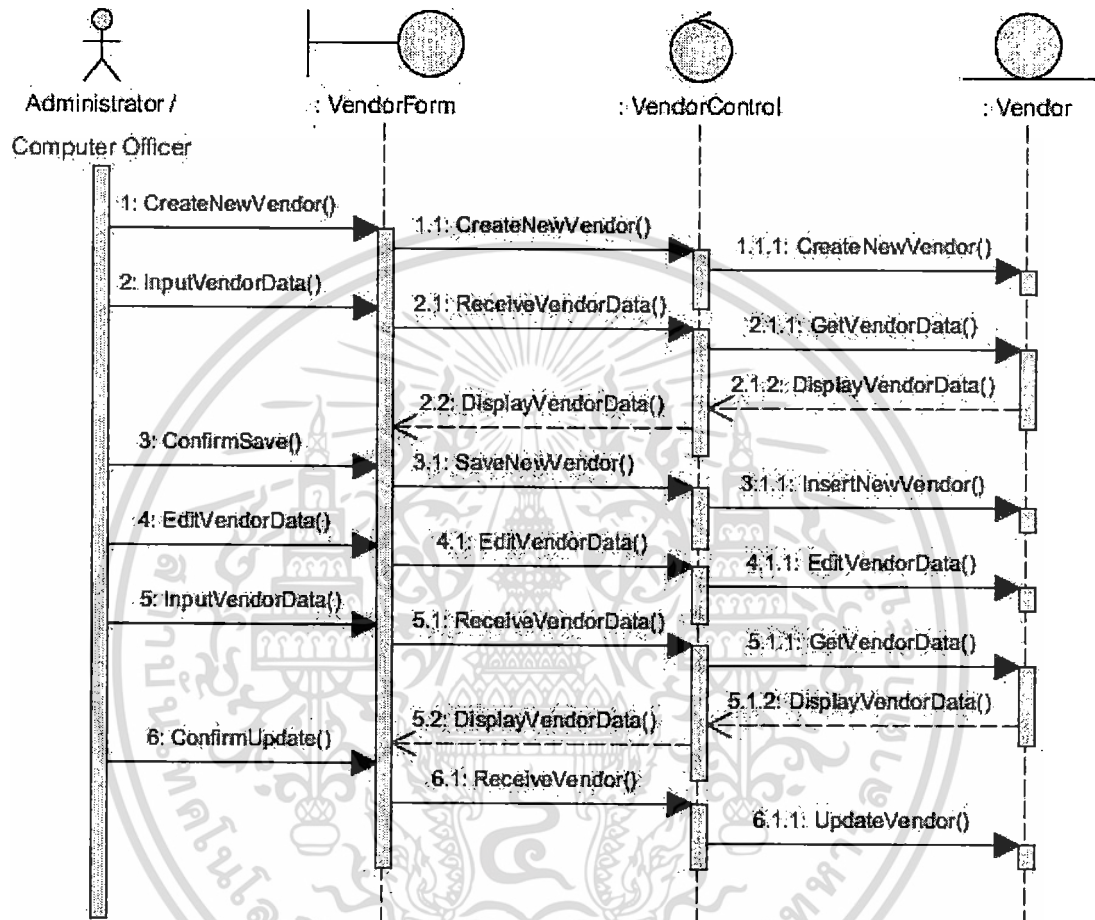 Administrator /
Computer Officer
: VendorForm
: VendorControl
: Vendor
1: CreateNewVendor()
1.1: CreateNewVendor()
1.1.1: CreateNewVendor()
2: InputVendorData()
2.1: ReceiveVendorData()
2.1.1: GetVendorData()
2.1.2: DisplayVendorData()
2.2: DisplayVendorData()
3: ConfirmSave()
3.1: SaveNewVendor()
3.1.1: InsertNewVendor()
4: EditVendorData()
4.1: EditVendorData()
4.1.1: EditVendorData()
5: InputVendorData()
5.1: ReceiveVendorData()
5.1.1: GetVendorData()
5.1.2: DisplayVendorData()
5.2: DisplayVendorData()
6: ConfirmUpdate()
6.1: ReceiveVendor()
6.1.1: UpdateVendor()